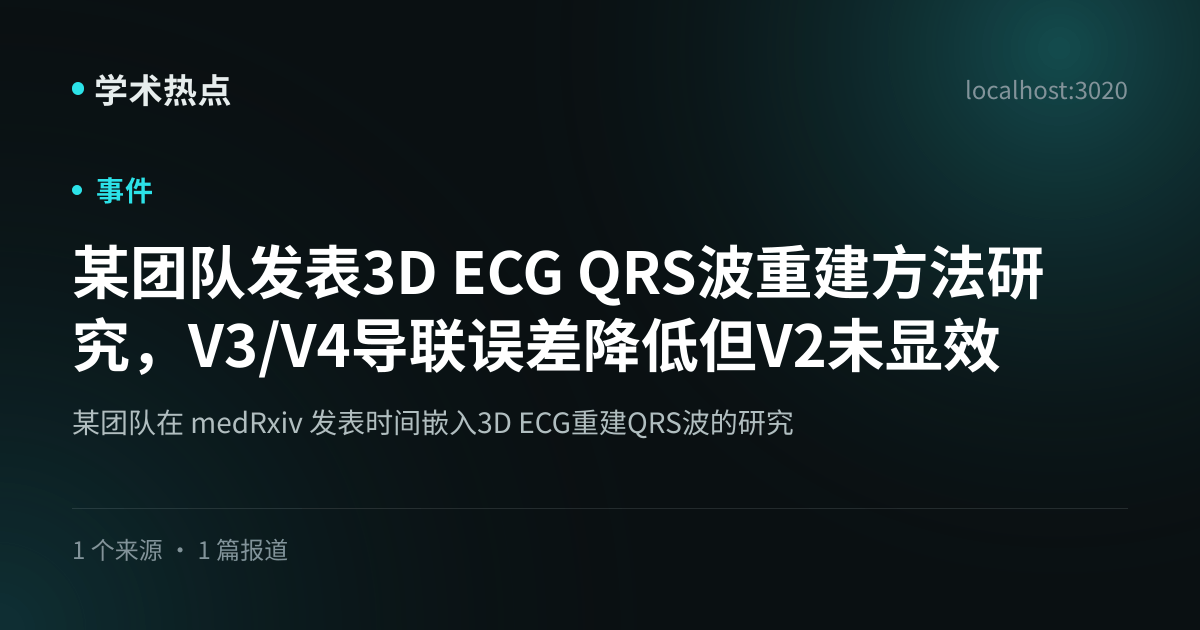 学术热点
localhost:3020
事件
某团队发表3D ECG QRS波重建方法研
究，V3/V4导联误差降低但V2未显效
某团队在 medRxiv 发表时间嵌入3D ECG重建QRS波的研究
1 个来源 · 1 篇报道